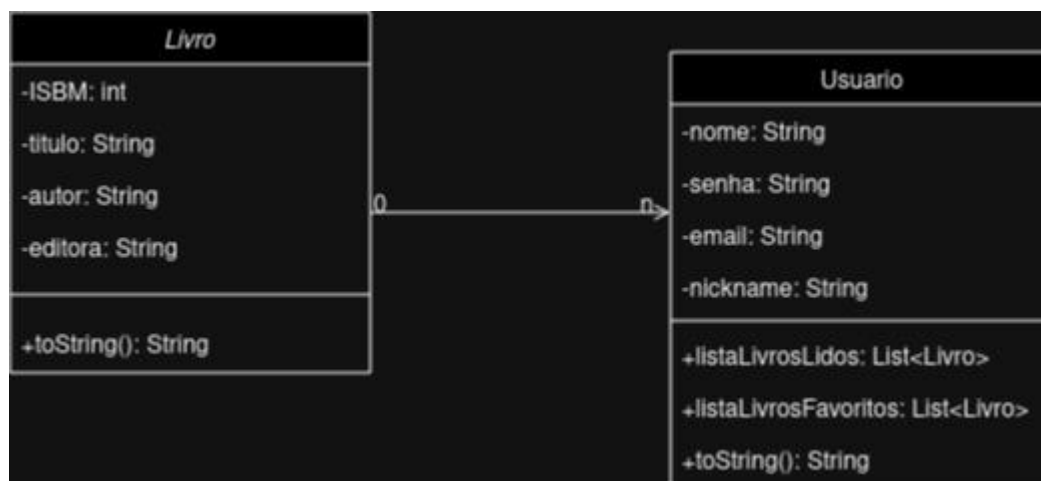 Livro
-ISBM: int
-titulo: String
-autor: String
-editora: String
+toString(): String
0
n
Usuario
-nome: String
-senha: String
-email: String
-nickname: String
+listaLivrosLidos: List<Livro>
+listaLivrosFavoritos: List<Livro>
+toString(): String